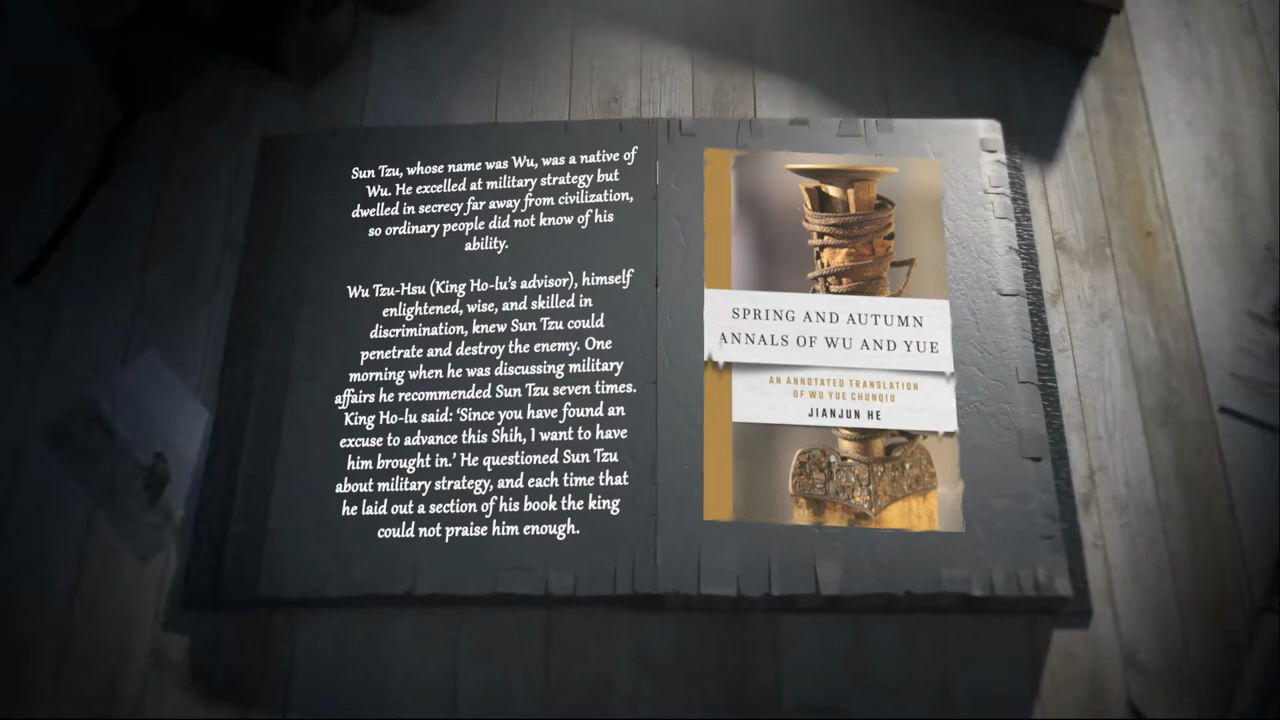 Sun Tzu, whose name was Wu, was a native of
Wu. He excelled at military strategy but
dwelled in secrecy far away from civilization,
so ordinary people did not know of his
ability.
Wu Tzu-Hsu (King Ho-lu's advisor), himself
enlightened, wise, and skilled in
discrimination, knew Sun Tzu could
penetrate and destroy the enemy. One
morning when he was discussing military
affairs he recommended Sun Tzu seven times.
King Ho-lu said: 'Since you have found an
excuse to advance this Shih, I want to have
him brought in.' He questioned Sun Tzu
about military strategy, and each time that
he laid out a section of his book the king
could not praise him enough.
SPRING AND AUTUMN
ANNALS OF WU AND YUE
AN ANNOTATED TRANSLATION
OF WU YUE CHUNQIU
JIANJUN HE